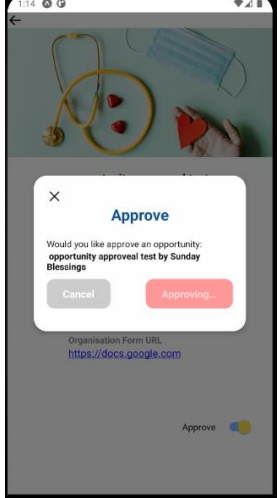 1:14
Approve
Would you like approve an opportunity:
opportunity approveal test by Sunday
Blessings
Cancel
Approving...
Organisation Form URL
https://docs.google.com
Approve